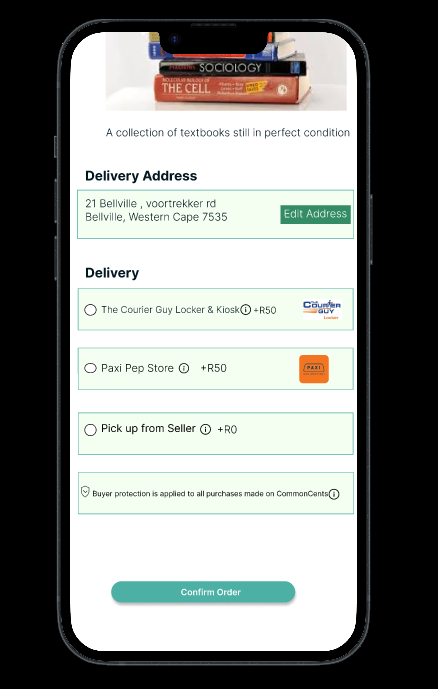 SOCIOLOGY
THE CELL
A collection of textbooks still in perfect condition
Delivery Address
21 Bellville , voortrekker rd
Bellville, Western Cape 7535
Edit Address
Delivery
The Courier Guy Locker & Kiosk +R50
THE COURIER GUY
Paxi Pep Store +R50
PAXI
Pick up from Seller +R0
Buyer protection is applied to all purchases made on CommonCents
Confirm Order